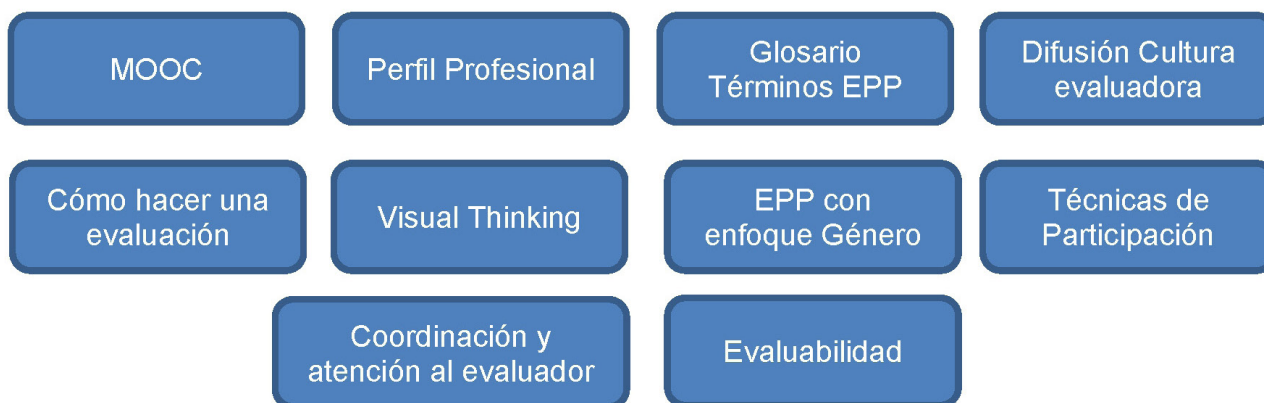 MOOC
Perfil Profesional
Glosario
Términos EPP
Difusión Cultura
evaluadora
Cómo hacer una
evaluación
Visual Thinking
EPP con
enfoque Género
Técnicas de
Participación
Coordinación y
atención al evaluador
Evaluabilidad